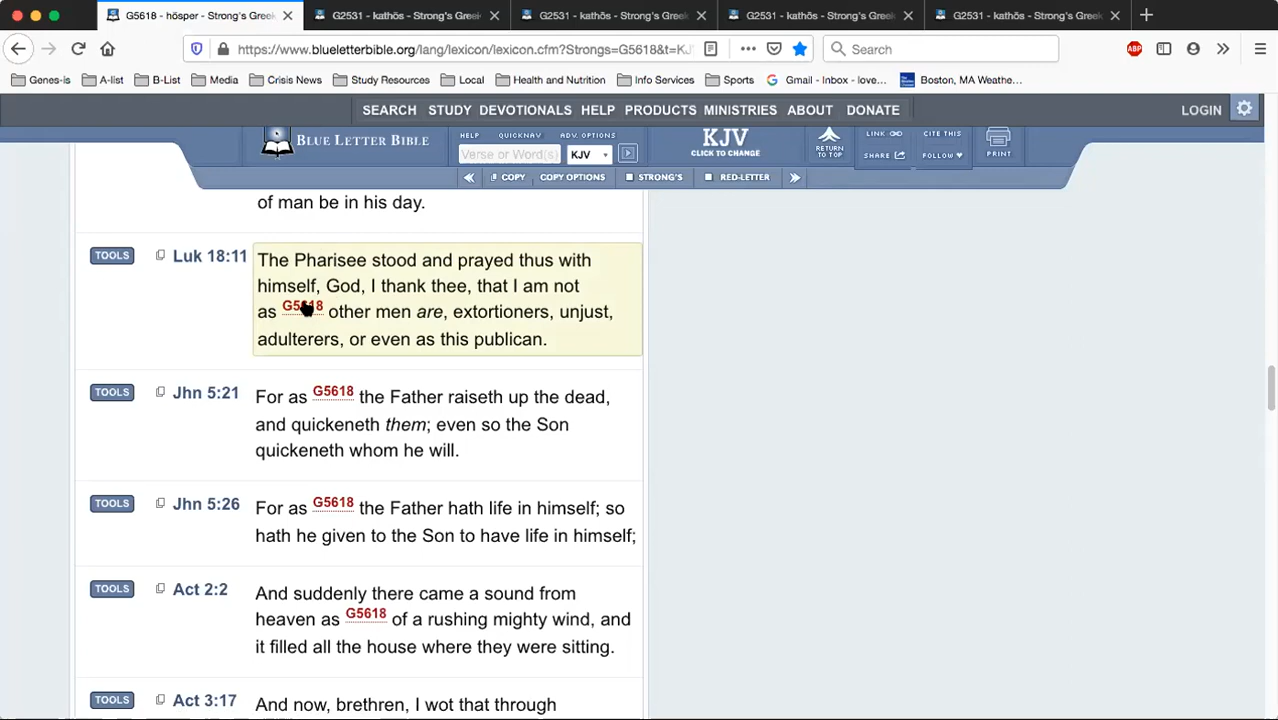 G5618 - hōsper - Strong's Greek
G2531 - kathōs - Strong's Greek
G2531 - kathōs - Strong's Greek
G2531 - kathōs - Strong's Greek
G2531 - kathōs - Strong's Greek
https://www.blueletterbible.org/lang/lexicon/lexicon.cfm?Strongs=G5618&t=KJ
Search
ABP
Genes-is
A-list
B-List
Media
Crisis News
Study Resources
Local
Health and Nutrition
Info Services
Sports
Gmail - Inbox - love…
Boston, MA Weathe…
SEARCH STUDY DEVOTIONALS HELP PRODUCTS MINISTRIES ABOUT DONATE LOGIN
BLUE LETTER BIBLE
HELP QUICKNAV ADV. OPTIONS
Verse or Word(s)
KJV
KJV
CLICK TO CHANGE
RETURN
TO TOP
LINK
CITE THIS
SHARE
FOLLOW
PRINT
COPY COPY OPTIONS STRONG'S RED-LETTER
of man be in his day.
TOOLS Luk 18:11 The Pharisee stood and prayed thus with
himself, God, I thank thee, that I am not
as G5618 other men are, extortioners, unjust,
adulterers, or even as this publican.
TOOLS Jhn 5:21 For as G5618 the Father raiseth up the dead,
and quickeneth them; even so the Son
quickeneth whom he will.
TOOLS Jhn 5:26 For as G5618 the Father hath life in himself; so
hath he given to the Son to have life in himself;
TOOLS Act 2:2 And suddenly there came a sound from
heaven as G5618 of a rushing mighty wind, and
it filled all the house where they were sitting.
TOOLS Act 3:17 And now, brethren, I wot that through